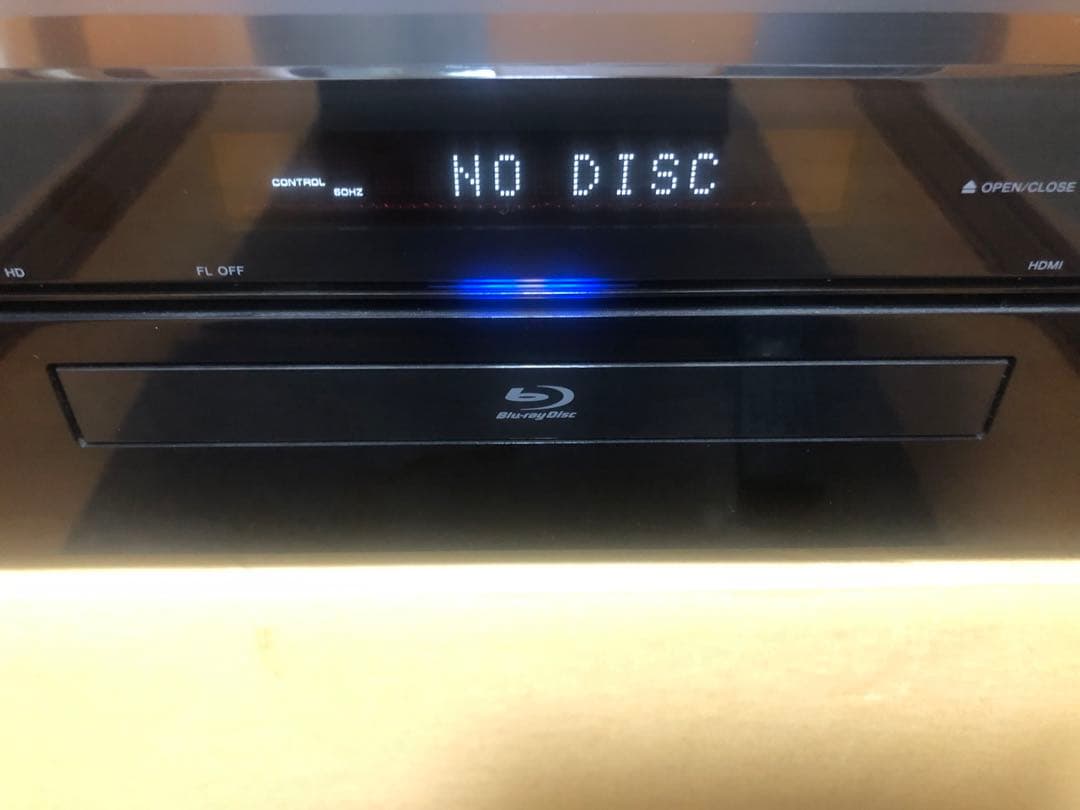 CONTROL 60HZ NO DISC
⏏ OPEN/CLOSE
HD FL OFF HDMI
Blu-ray Disc